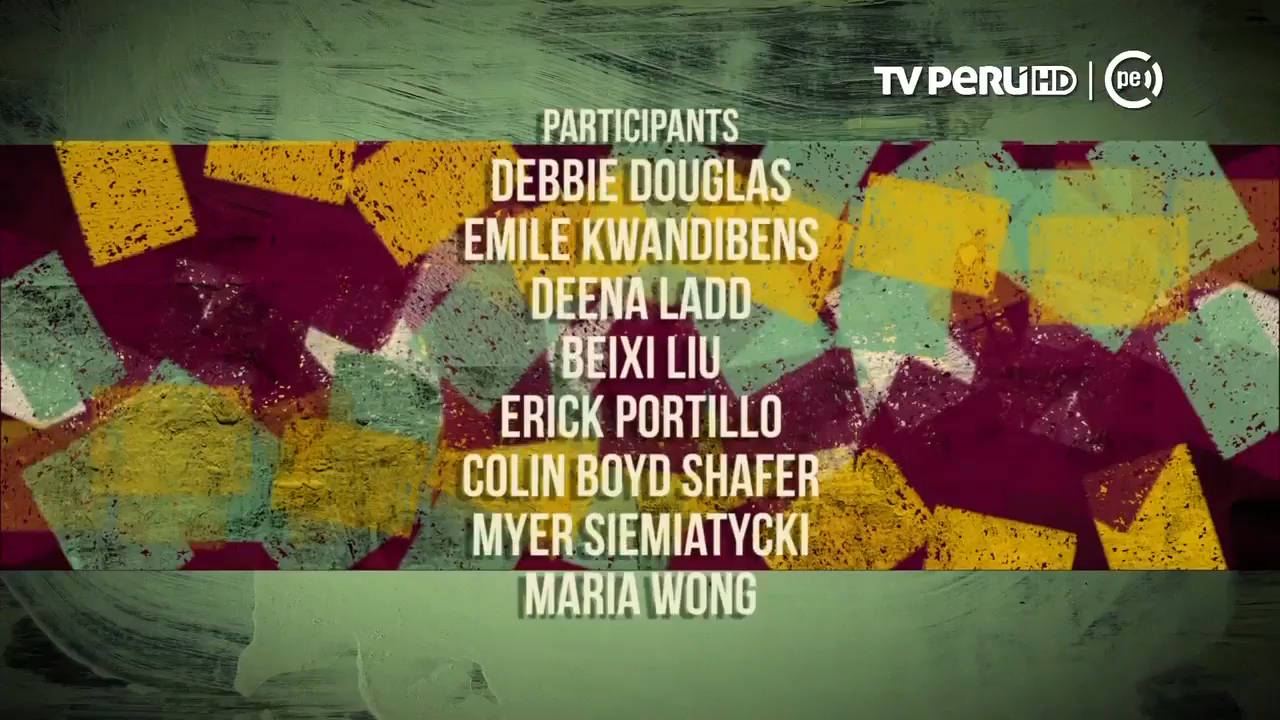 TV PERÚ HD | pe
PARTICIPANTS
DEBBIE DOUGLAS
EMILE KWANDIBENS
DEENA LADD
BEIXI LIU
ERICK PORTILLO
COLIN BOYD SHAFER
MYER SIEMIATYCKI
MARIA WONG